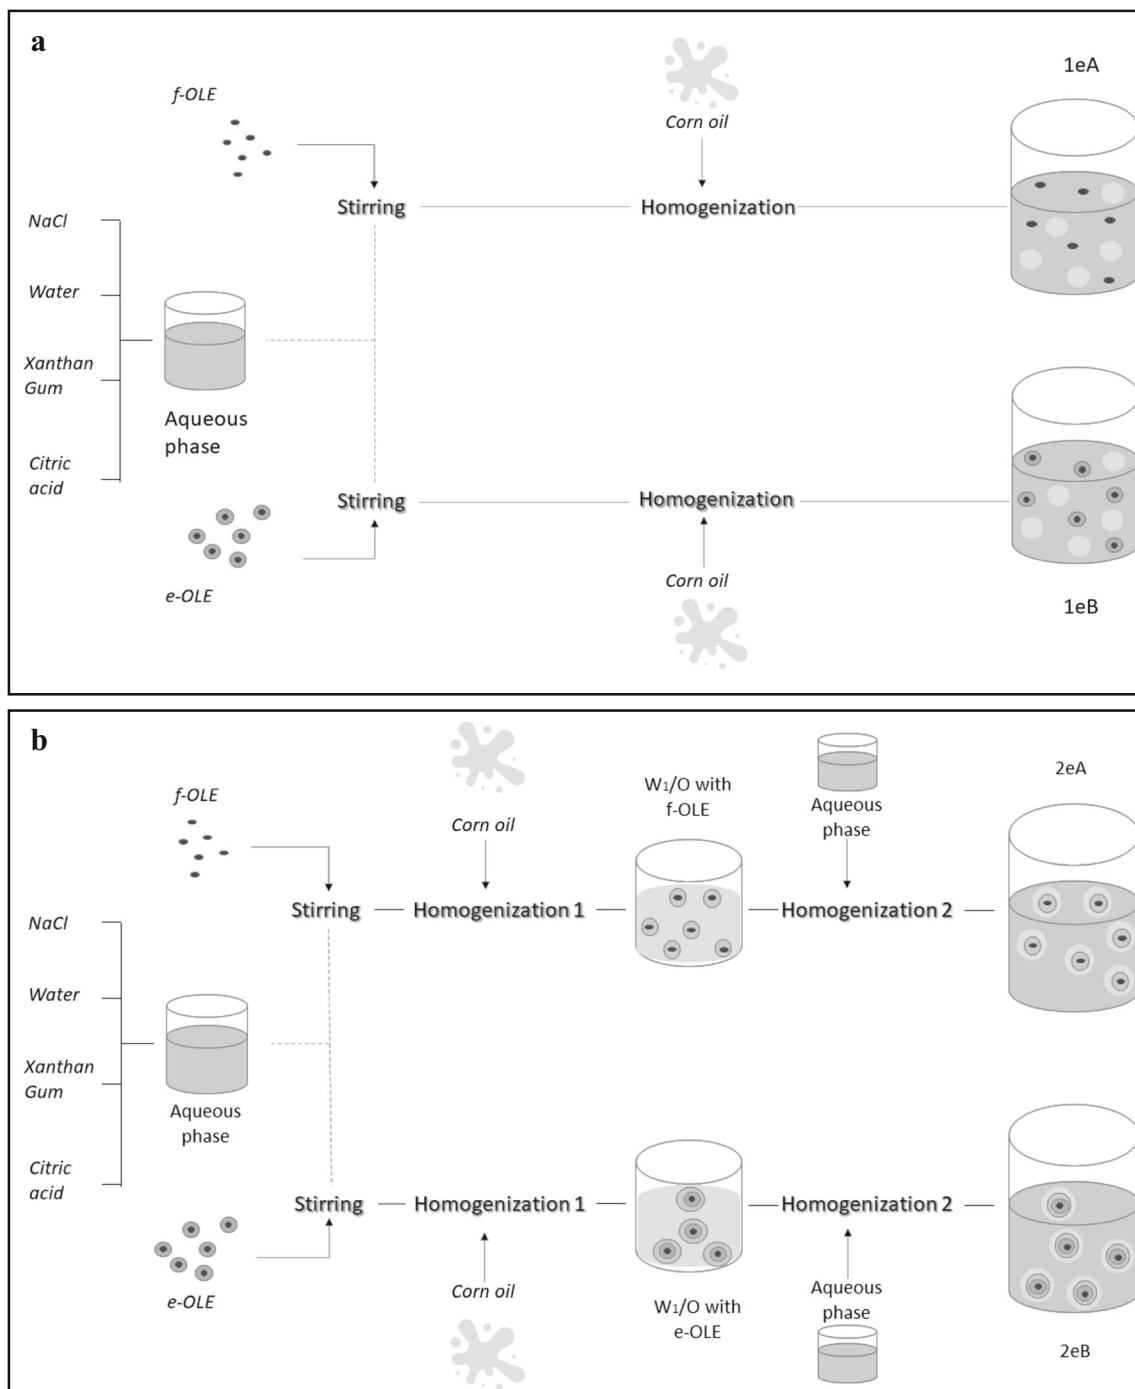 a
f-OLE
Corn oil
1eA
Stirring
Homogenization
NaCl
Water
Xanthan
Gum
Citric
acid
Aqueous
phase
Stirring
Homogenization
e-OLE
Corn oil
1eB
b
f-OLE
Corn oil
W1/O with
f-OLE
Aqueous
phase
2eA
Stirring
Homogenization 1
Homogenization 2
NaCl
Water
Xanthan
Gum
Citric
acid
Aqueous
phase
Stirring
Homogenization 1
Homogenization 2
e-OLE
Corn oil
W1/O with
e-OLE
Aqueous
phase
2eB